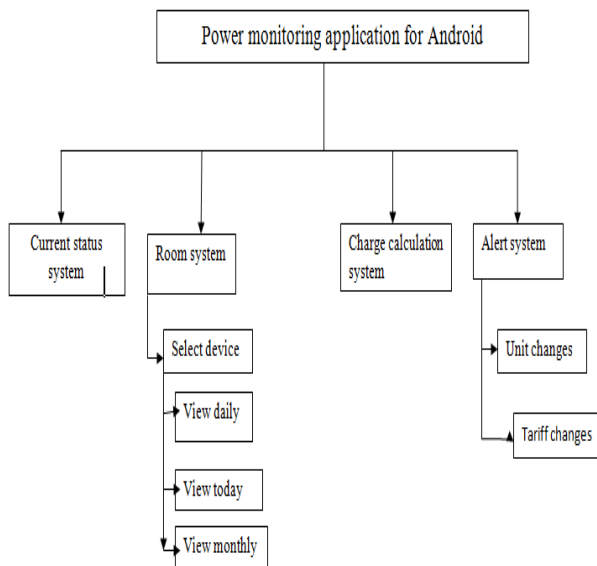 Power monitoring application for Android
Current status
system
Room system
Charge calculation
system
Alert system
Select device
View daily
View today
View monthly
Unit changes
Tariff changes